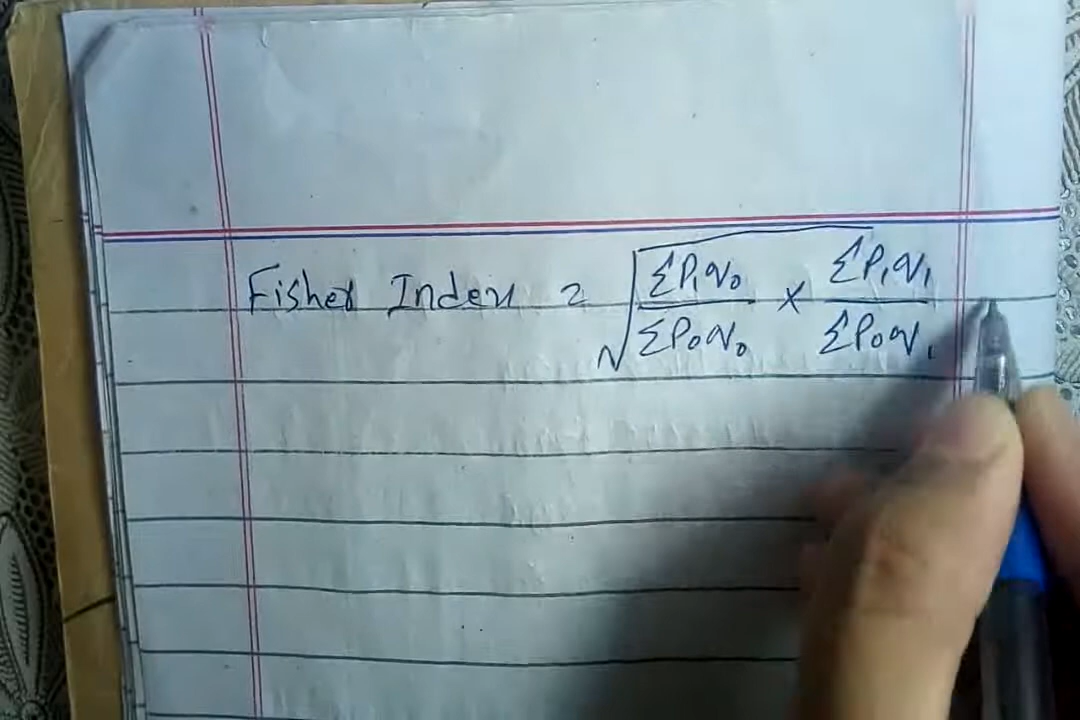 Fisher Index = √(ΣP₁q₀/ΣP₀q₀ × ΣP₁q₁/ΣP₀q₁)